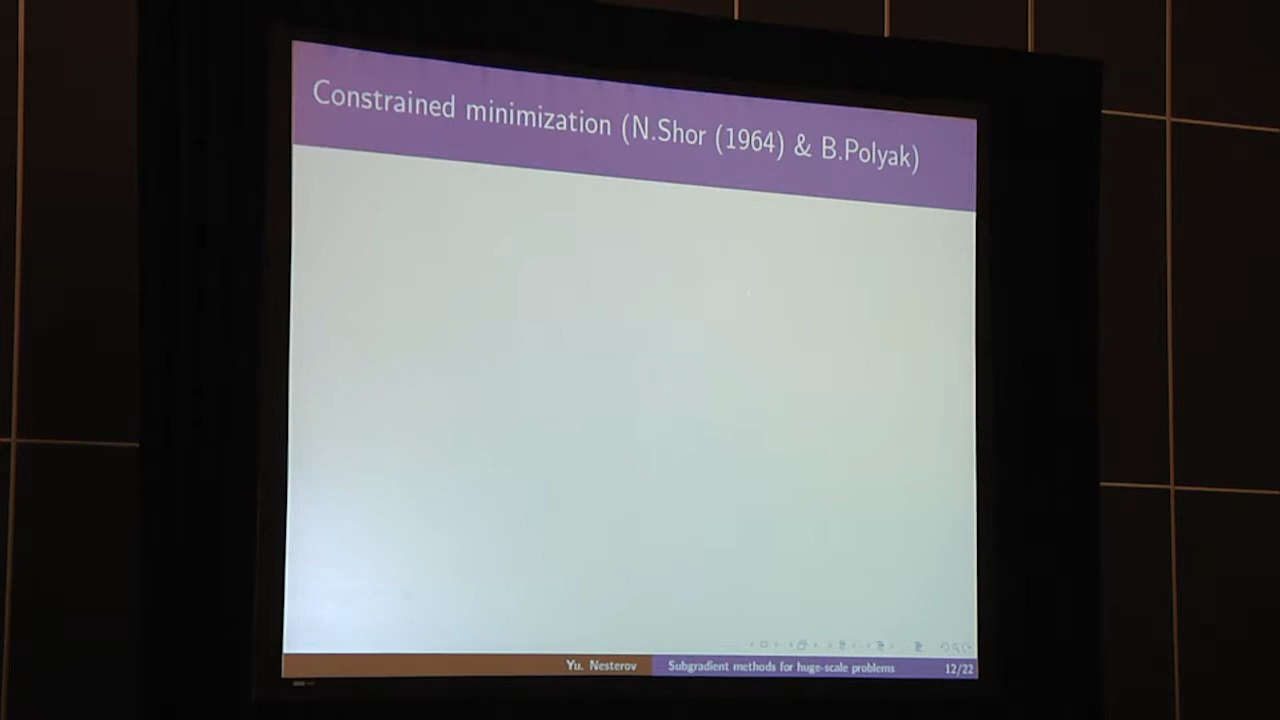 Constrained minimization (N.Shor (1964) & B.Polyak)
Yu. Nesterov
Subgradient methods for huge-scale problems
12/22